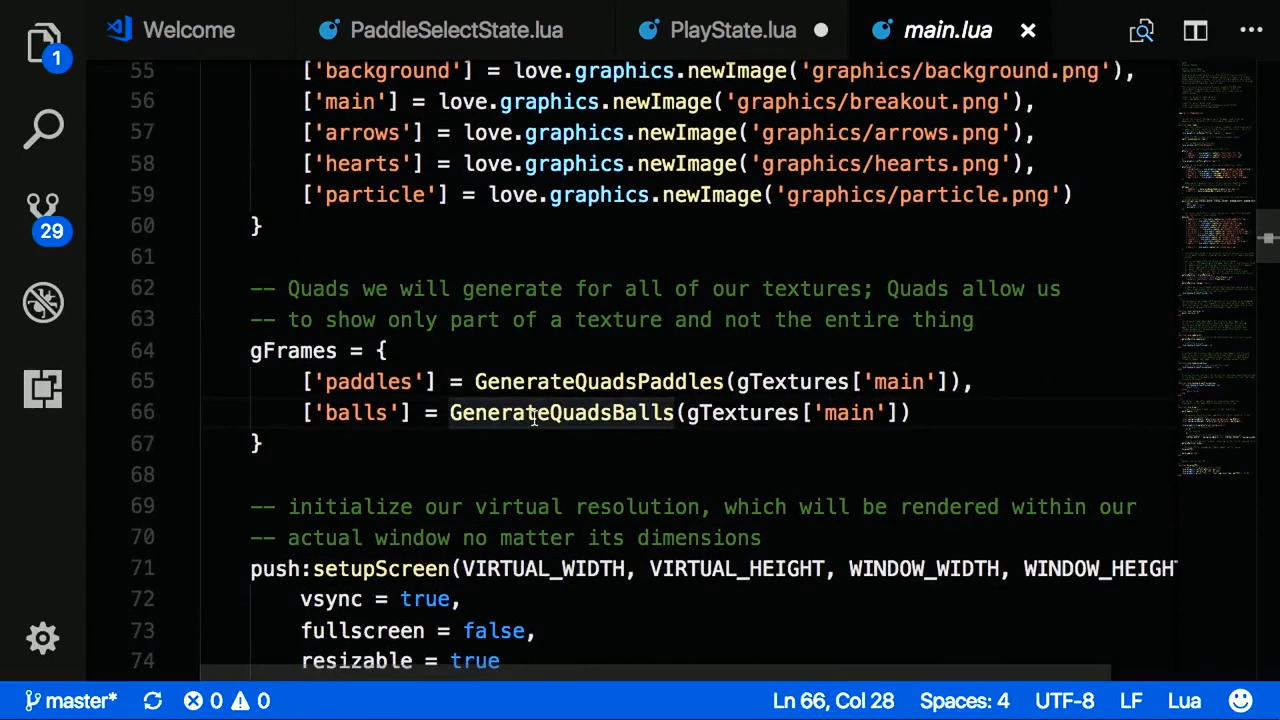 Welcome PaddleSelectState.lua PlayState.lua main.lua
1
29
55 ['background'] = love.graphics.newImage('graphics/background.png'),
56 ['main'] = love.graphics.newImage('graphics/breakout.png'),
57 ['arrows'] = love.graphics.newImage('graphics/arrows.png'),
58 ['hearts'] = love.graphics.newImage('graphics/hearts.png'),
59 ['particle'] = love.graphics.newImage('graphics/particle.png')
60 }
61
62 -- Quads we will generate for all of our textures; Quads allow us
63 -- to show only part of a texture and not the entire thing
64 gFrames = {
65 ['paddles'] = GenerateQuadsPaddles(gTextures['main']),
66 ['balls'] = GenerateQuadsBalls(gTextures['main'])
67 }
68
69 -- initialize our virtual resolution, which will be rendered within our
70 -- actual window no matter its dimensions
71 push:setupScreen(VIRTUAL_WIDTH, VIRTUAL_HEIGHT, WINDOW_WIDTH, WINDOW_HEIGHT
72 vsync = true,
73 fullscreen = false,
74 resizable = true
master* 0 0 Ln 66, Col 28 Spaces: 4 UTF-8 LF Lua